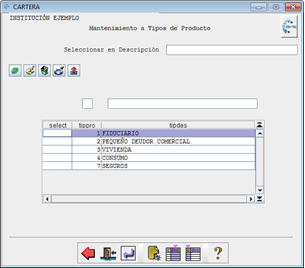 CARTERA
INSTITUCIÓN EJEMPLO
Mantenimiento a Tipos de Producto
Seleccionar en Descripción
select tippro tipdes
1 FIDUCIARIO
2 PEQUEÑO DEUDOR COMERCIAL
3 VIVIENDA
4 CONSUMO
7 SEGUROS